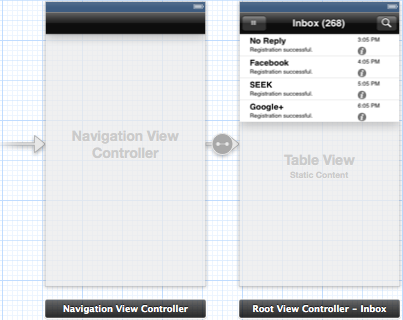 Navigation View
Controller
Navigation View Controller
Inbox (268)
No Reply 3:05 PM
Registration successful.
Facebook 4:05 PM
Registration successful.
SEEK 5:05 PM
Registration successful.
Google+ 6:05 PM
Registration successful.
Table View
Static Content
Root View Controller - Inbox